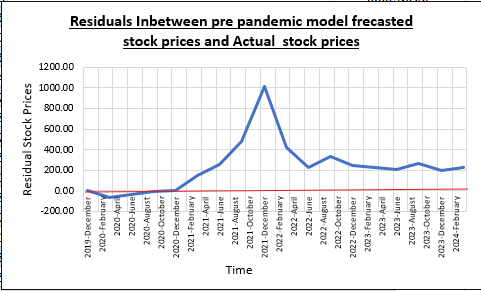 Residuals Inbetween pre pandemic model frecasted
stock prices and Actual stock prices
Residual Stock Prices
1200.00
1000.00
800.00
600.00
400.00
200.00
0.00
-200.00
2019-December
2020-February
2020-April
2020-June
2020-August
2020-October
2020-December
2021-February
2021-April
2021-June
2021-August
2021-October
2021-December
2022-February
2022-April
2022-June
2022-August
2022-October
2022-December
2023-February
2023-April
2023-June
2023-August
2023-October
2023-December
2024-February
Time